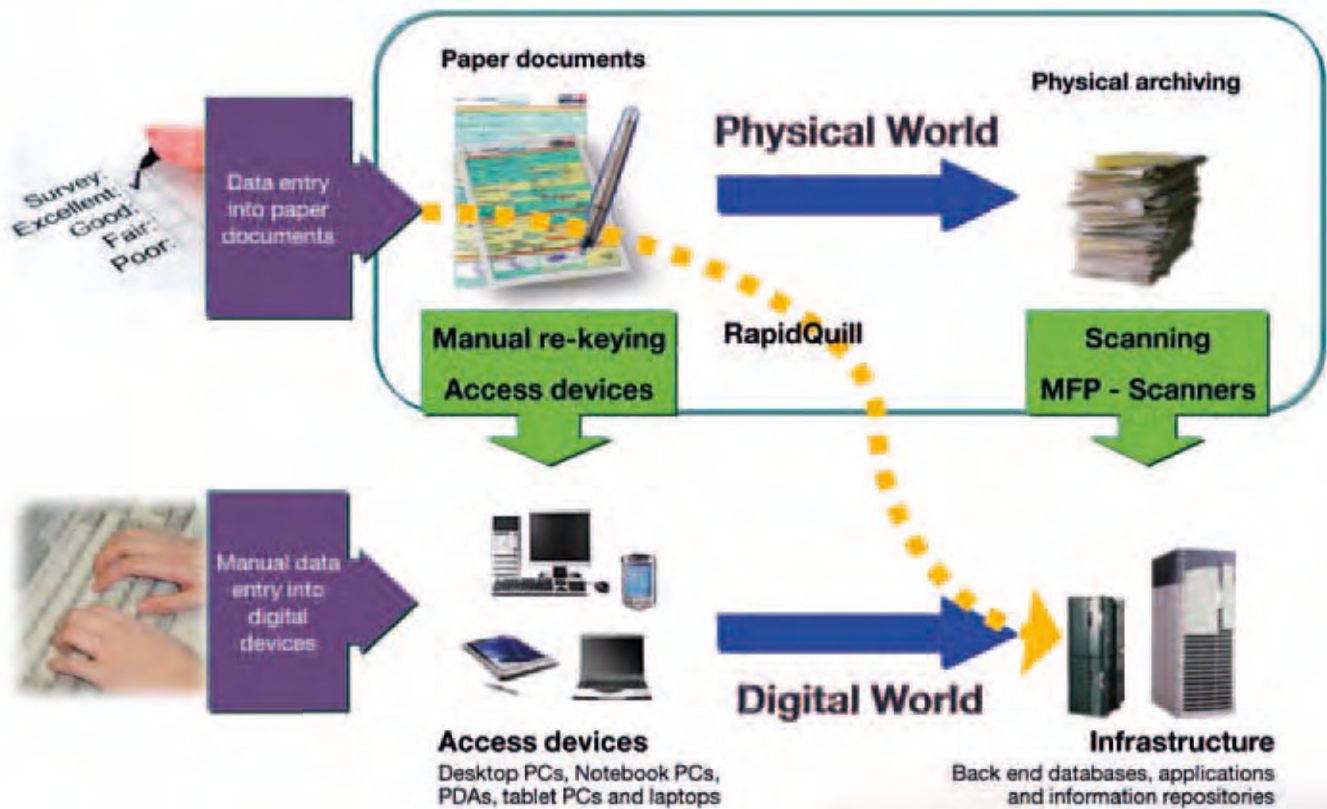 Paper documents
Physical archiving
Physical World
Survey:
Excellent:
Good:
Fair:
Poor:
Data entry
into paper
documents
Manual re-keying
Access devices
RapidQuill
Scanning
MFP - Scanners
Manual data
entry into
digital
devices
Digital World
Access devices
Desktop PCs, Notebook PCs,
PDAs, tablet PCs and laptops
Infrastructure
Back end databases, applications
and information repositories